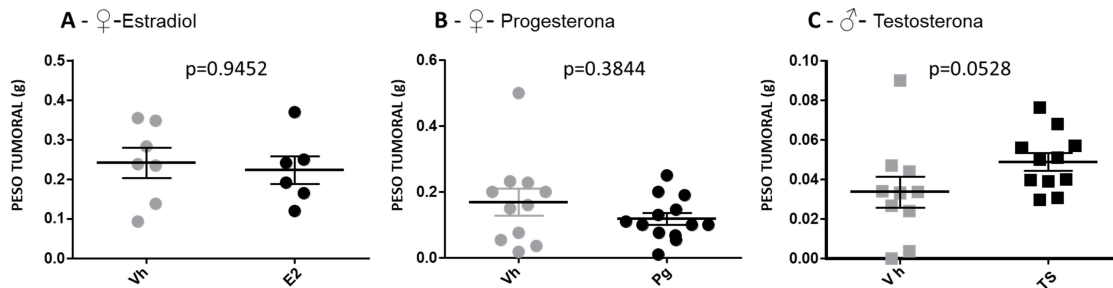 A - ♀-Estradiol
p=0.9452
PESO TUMORAL (g)
0.5
0.4
0.3
0.2
0.1
0.0
Vh
E2
B - ♀- Progesterona
p=0.3844
PESO TUMORAL (g)
0.6
0.4
0.2
0.0
Vh
Pg
C - ♂- Testosterona
p=0.0528
PESO TUMORAL (g)
0.10
0.08
0.06
0.04
0.02
0.00
Vh
TS